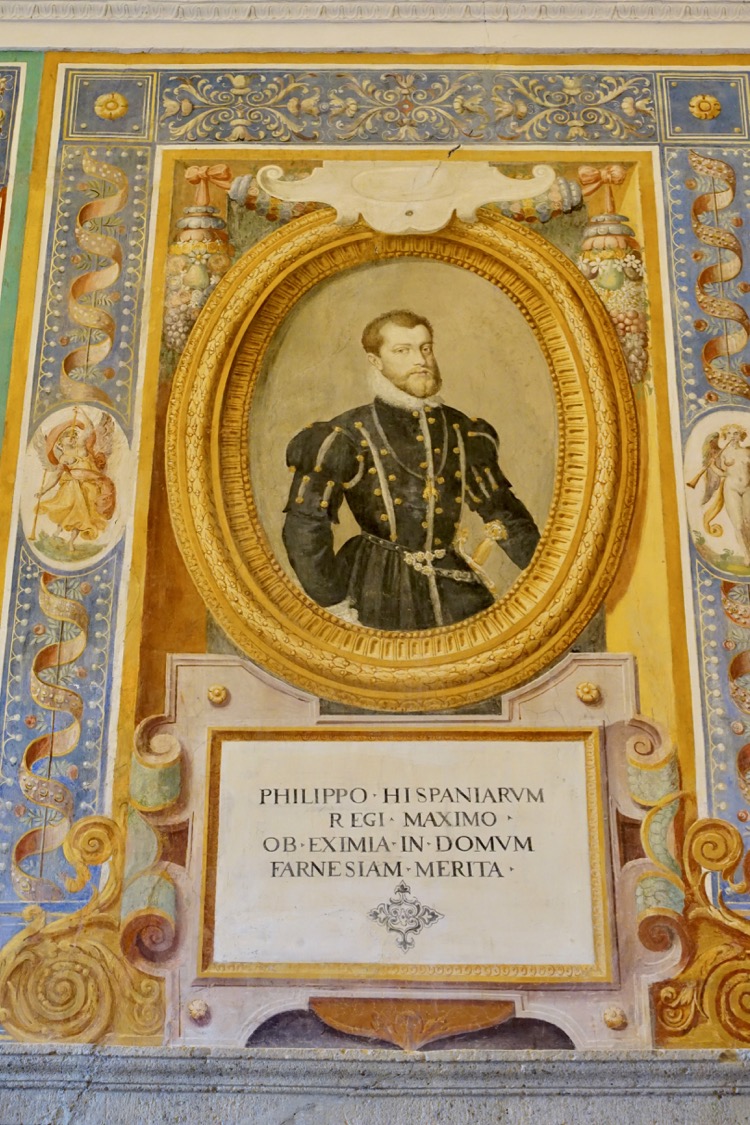 PHILIPPO · HISPANIARVM
REGI · MAXIMO ·
OB · EXIMIA · IN · DOMVM
FARNESIAM · MERITA ·